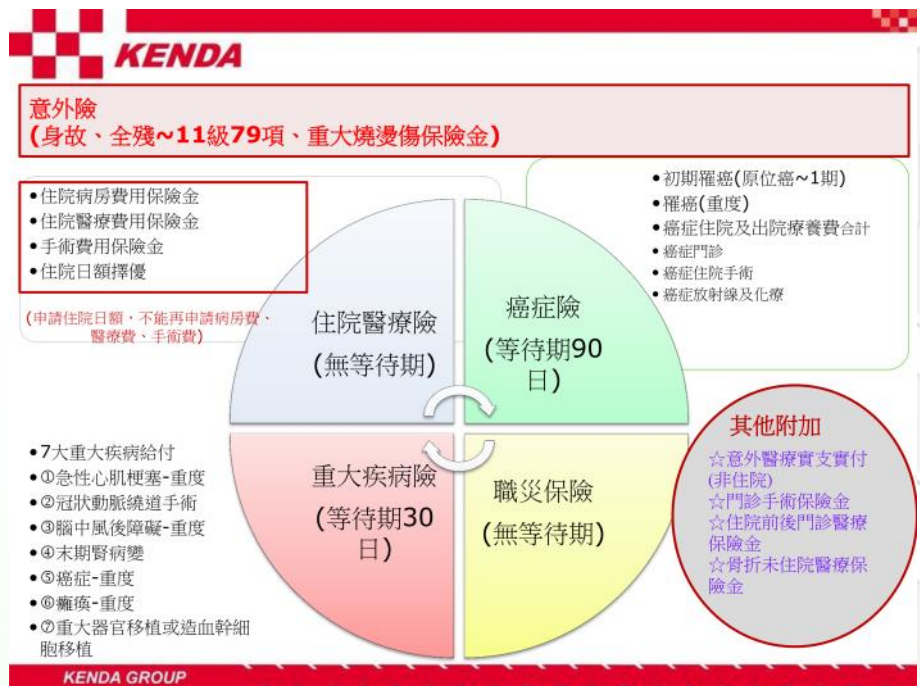 KENDA
意外險
(身故、全殘~11級79項、重大燒燙傷保險金)
•住院病房費用保險金
•住院醫療費用保險金
•手術費用保險金
•住院日額擇優
(申請住院日額，不能再申請病房費、
醫療費、手術費)
•初期罹癌(原位癌~1期)
•罹癌(重度)
•癌症住院及出院療養費合計
•癌症門診
•癌症住院手術
•癌症放射線及化療
住院醫療險
(無等待期)
癌症險
(等待期90
日)
•7大重大疾病給付
•①急性心肌梗塞-重度
•②冠狀動脈繞道手術
•③腦中風後障礙-重度
•④末期腎病變
•⑤癌症-重度
•⑥癱瘓-重度
•⑦重大器官移植或造血幹細
胞移植
重大疾病險
(等待期30
日)
職災保險
(無等待期)
其他附加
☆意外醫療實支實付
(非住院)
☆門診手術保險金
☆住院前後門診醫療
保險金
☆骨折未住院醫療保
險金
KENDA GROUP